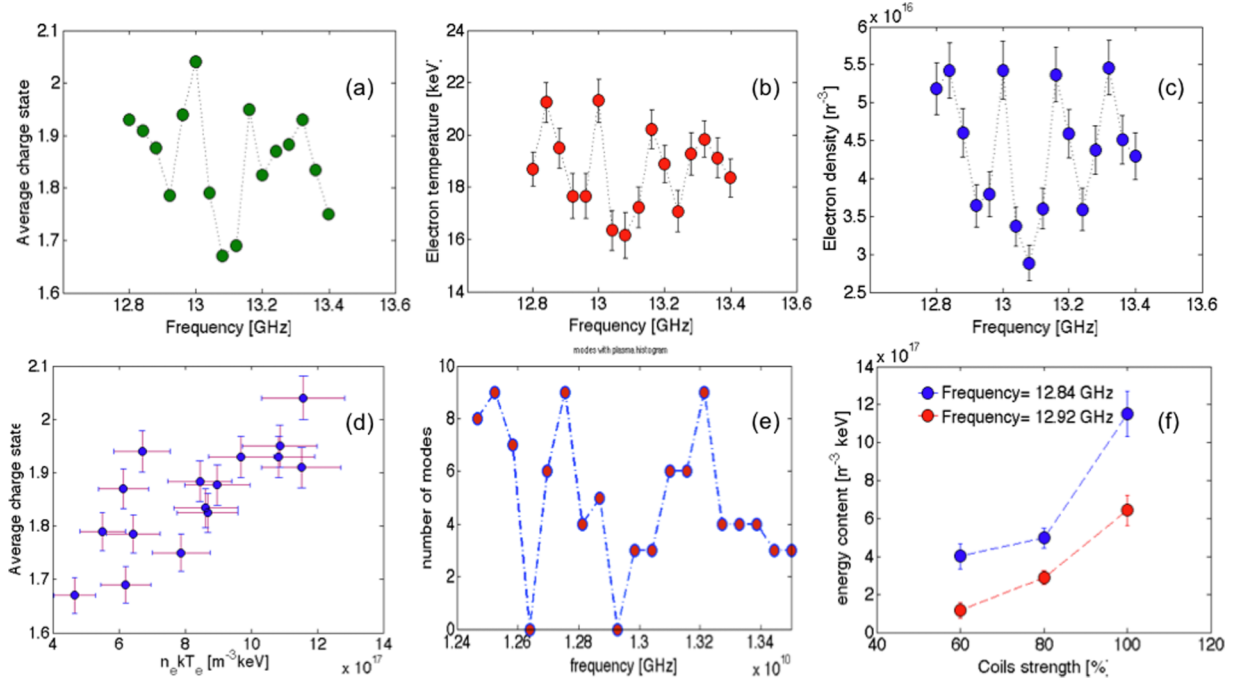 2.1
2
1.9
1.8
1.7
1.6
12.8
13
13.2
13.4
13.6
Average charge state
Frequency [GHz]
(a)
24
22
20
18
16
14
12.8
13
13.2
13.4
13.6
Electron temperature [keV]
Frequency [GHz]
(b)
x 10^16
6
5.5
5
4.5
4
3.5
3
2.5
12.8
13
13.2
13.4
13.6
Electron density [m^-3]
Frequency [GHz]
(c)
2.1
2
1.9
1.8
1.7
1.6
4
6
8
10
12
14
x 10^17
Average charge state
n_ekT_e [m^-3keV]
(d)
modes with plasma histogram
10
8
6
4
2
0
1.24
1.26
1.28
1.3
1.32
1.34
x 10^10
number of modes
frequency [GHz]
(e)
x 10^17
14
12
10
8
6
4
2
0
40
60
80
100
120
energy content [m^-3 keV]
Coils strength [%]
Frequency= 12.84 GHz
Frequency= 12.92 GHz
(f)